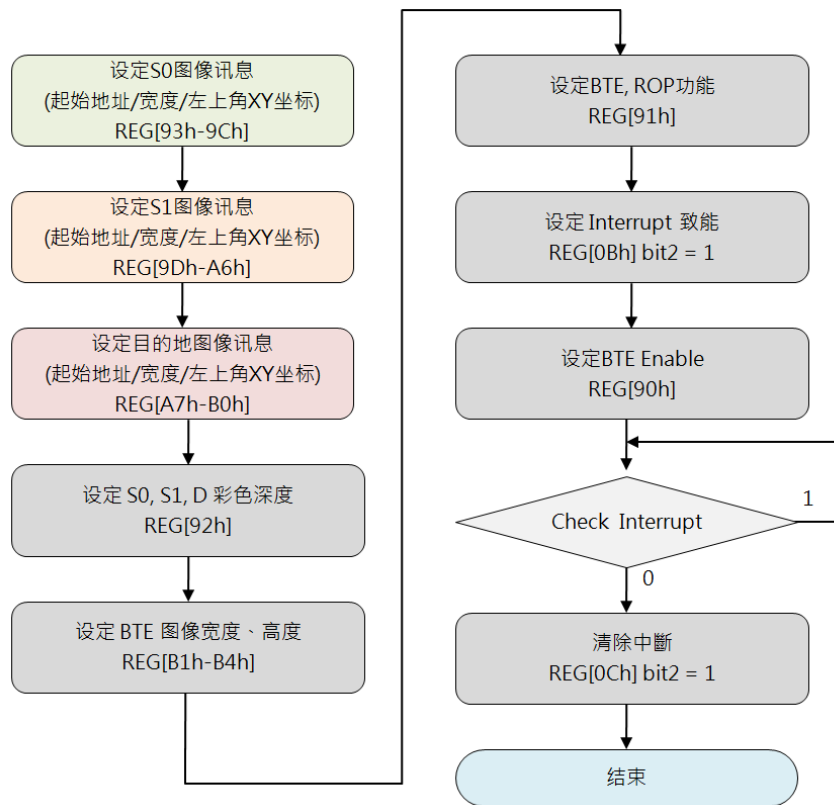 设定S0图像讯息
(起始地址/宽度/左上角XY坐标)
REG[93h-9Ch]
设定S1图像讯息
(起始地址/宽度/左上角XY坐标)
REG[9Dh-A6h]
设定目的地图像讯息
(起始地址/宽度/左上角XY坐标)
REG[A7h-B0h]
设定 S0, S1, D 彩色深度
REG[92h]
设定 BTE 图像宽度、高度
REG[B1h-B4h]
设定BTE, ROP功能
REG[91h]
设定 Interrupt 致能
REG[0Bh] bit2 = 1
设定BTE Enable
REG[90h]
Check Interrupt
1
0
清除中斷
REG[0Ch] bit2 = 1
结束